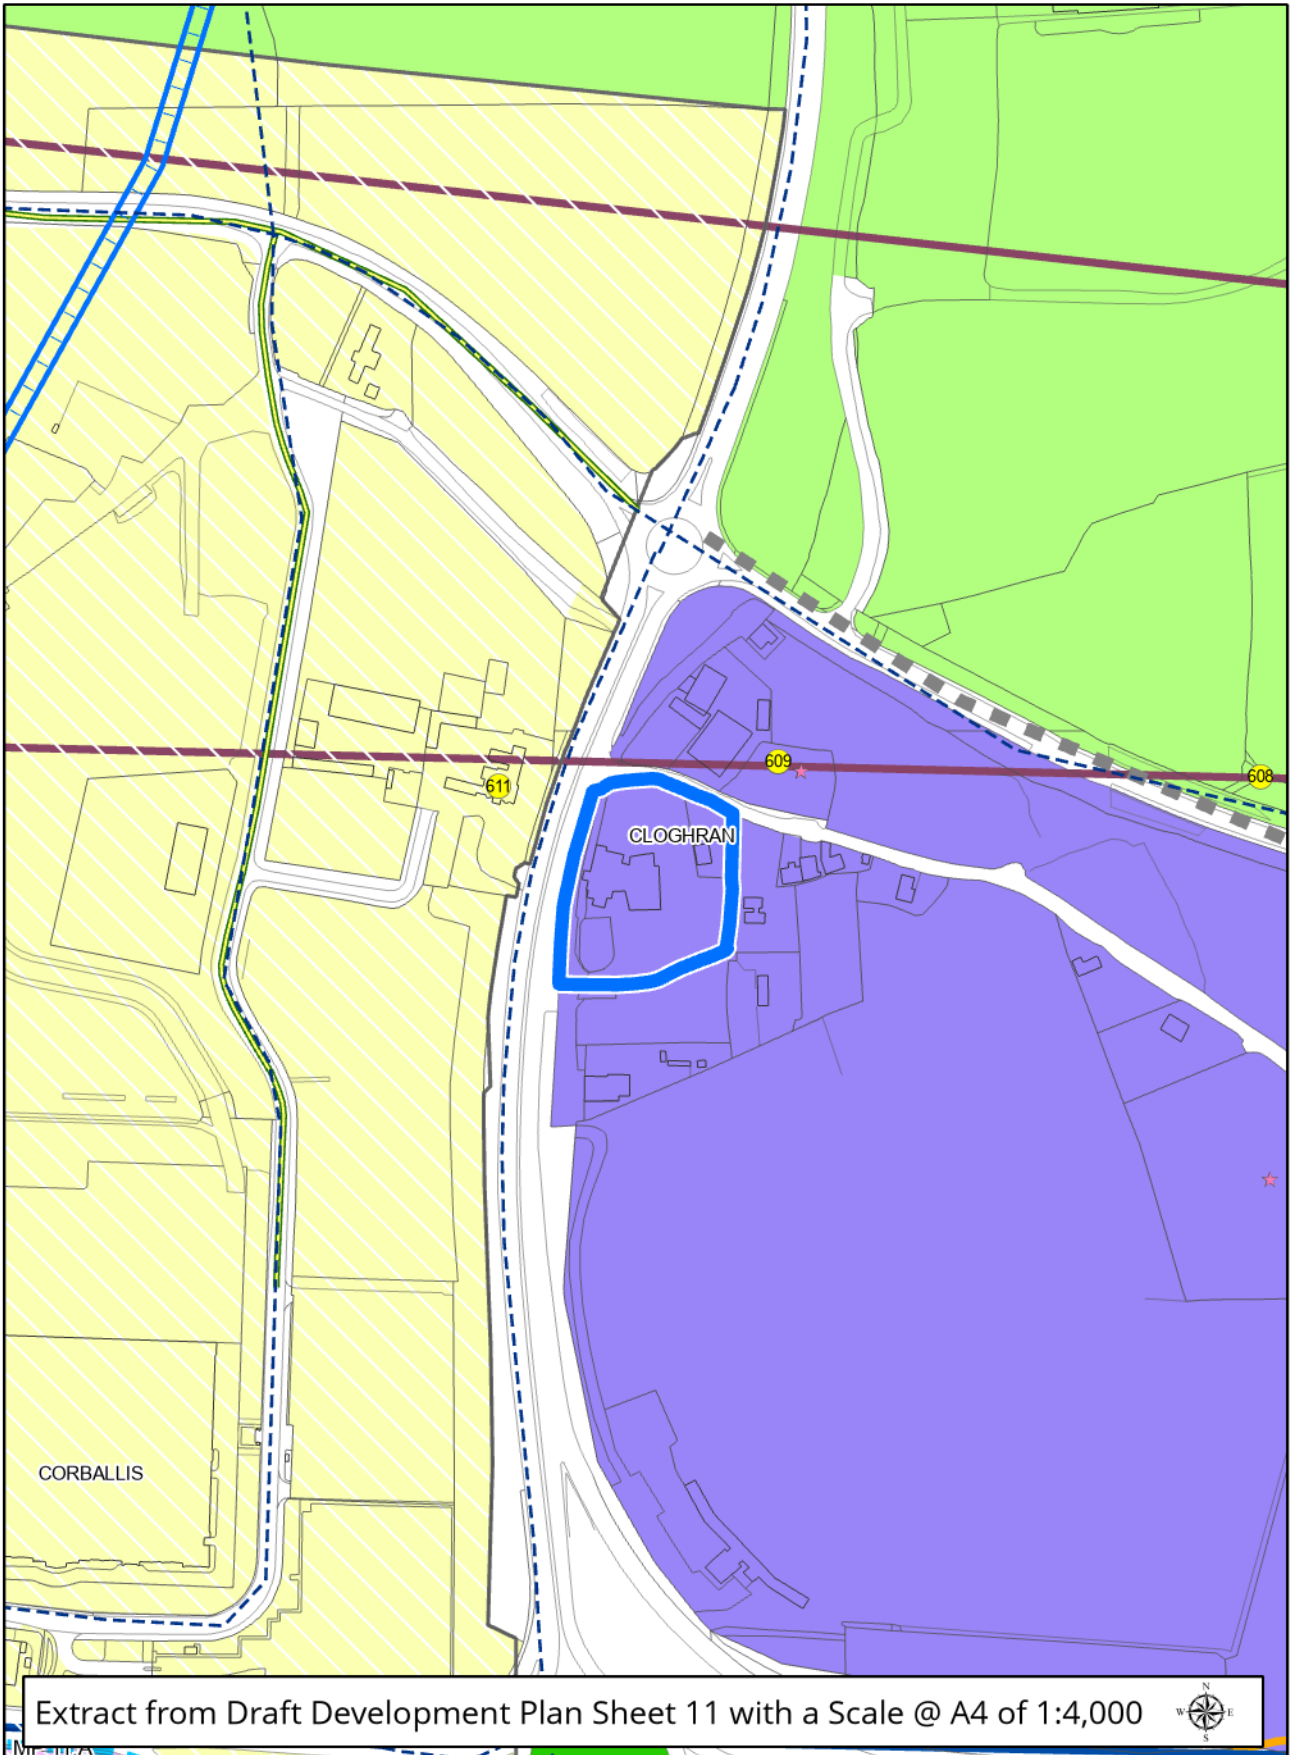 611
609
608
CLOGHRAN
CORBALLIS
Extract from Draft Development Plan Sheet 11 with a Scale @ A4 of 1:4,000
N
W E
S